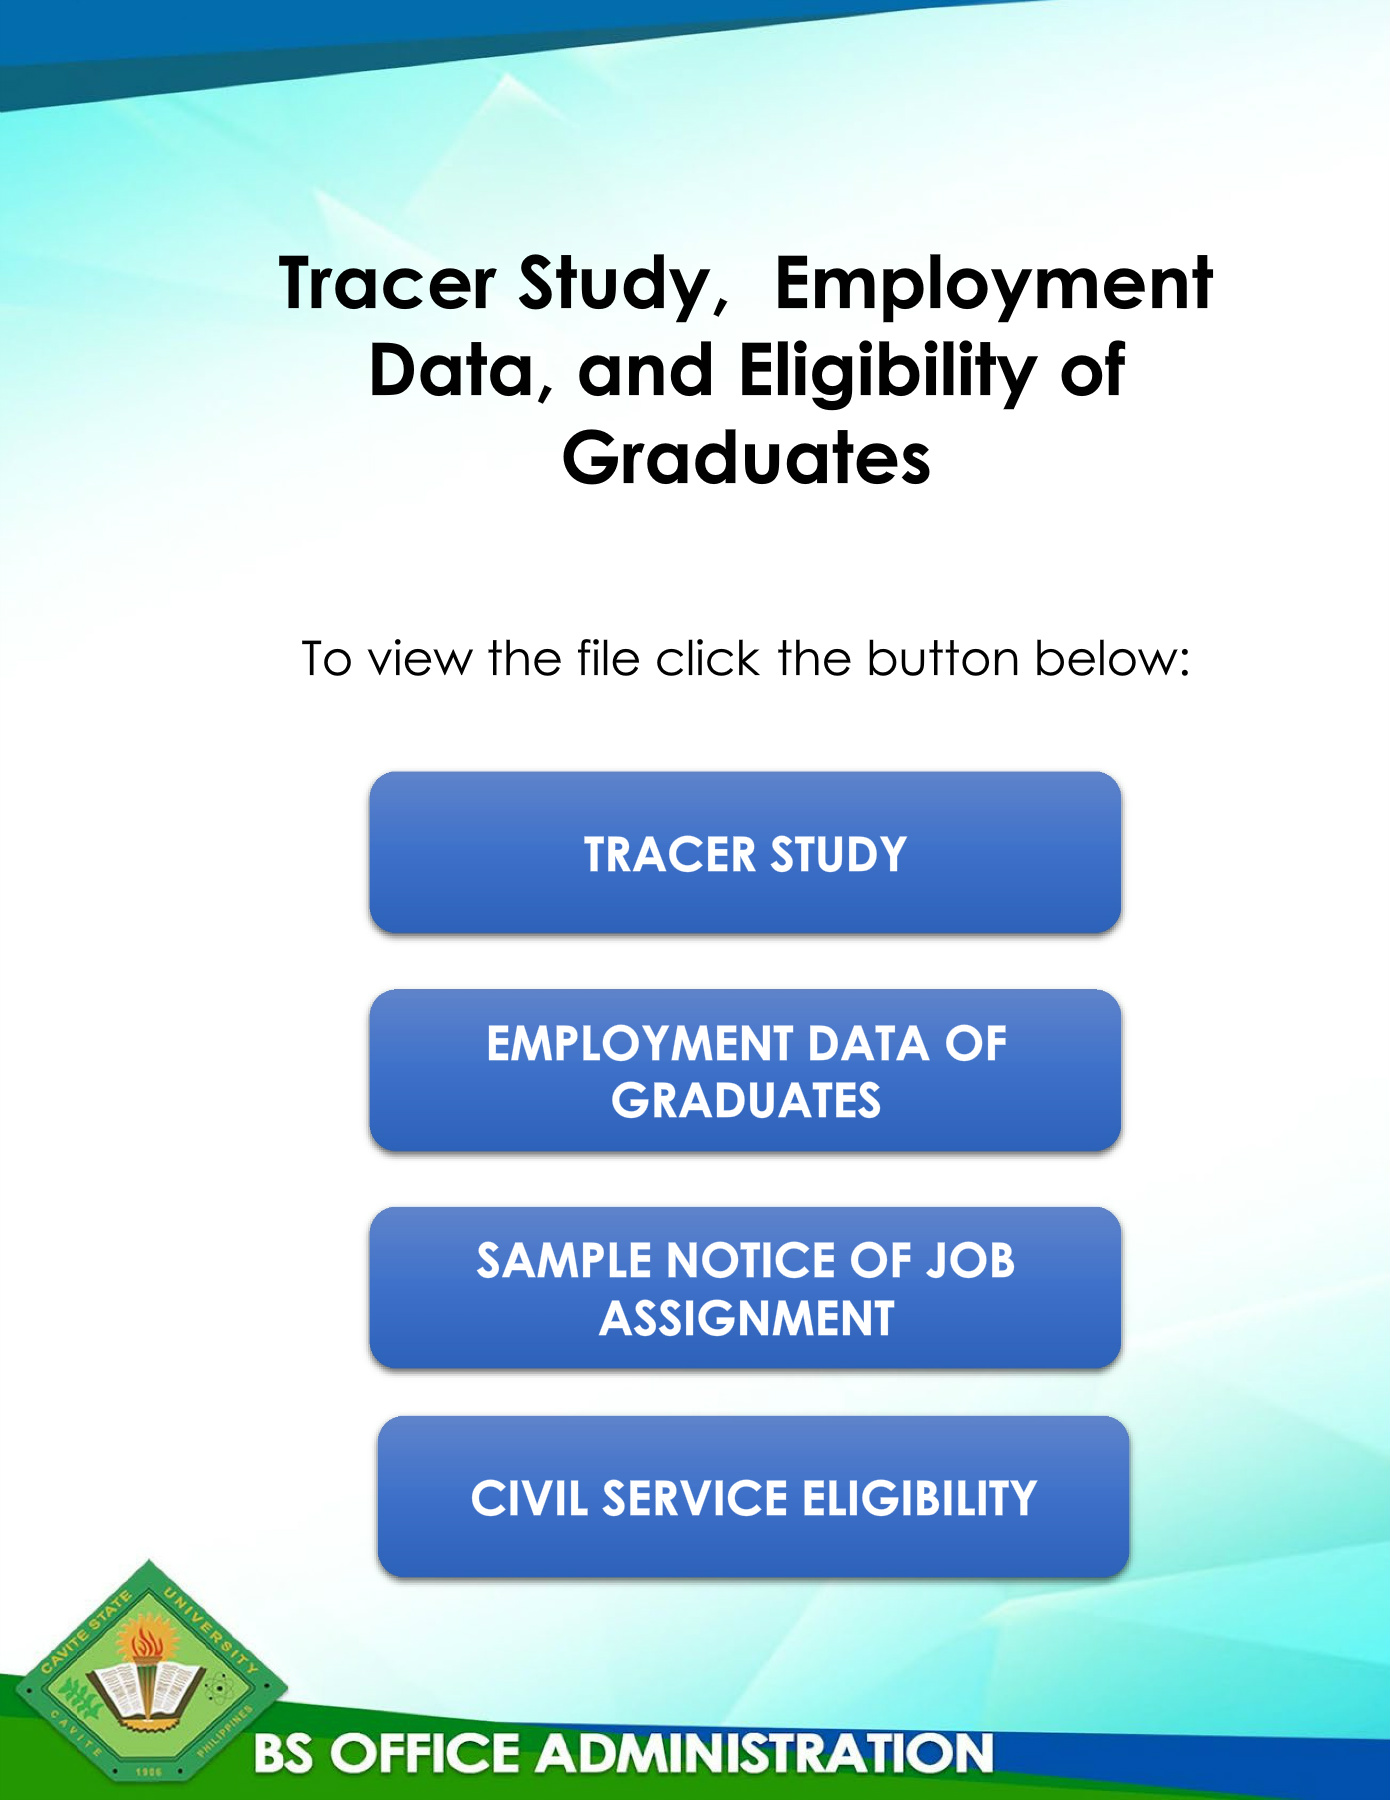 Tracer Study,  Employment
Data, and Eligibility of
Graduates
To view the file click the button below:
TRACER STUDY
EMPLOYMENT DATA OF
GRADUATES
SAMPLE NOTICE OF JOB
ASSIGNMENT
CIVIL SERVICE ELIGIBILITY
CAVITE STATE UNIVERSITY
CAVITE
PHILIPPINES
1906
BS OFFICE ADMINISTRATION